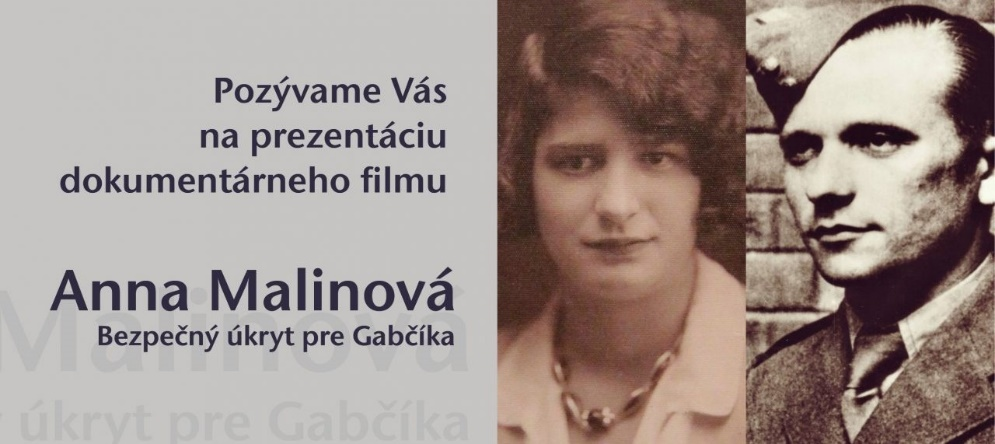 Pozývame Vás
na prezentáciu
dokumentárneho filmu
Anna Malinová
Bezpečný úkryt pre Gabčíka
Malinová
úkryt pre Gabčíka